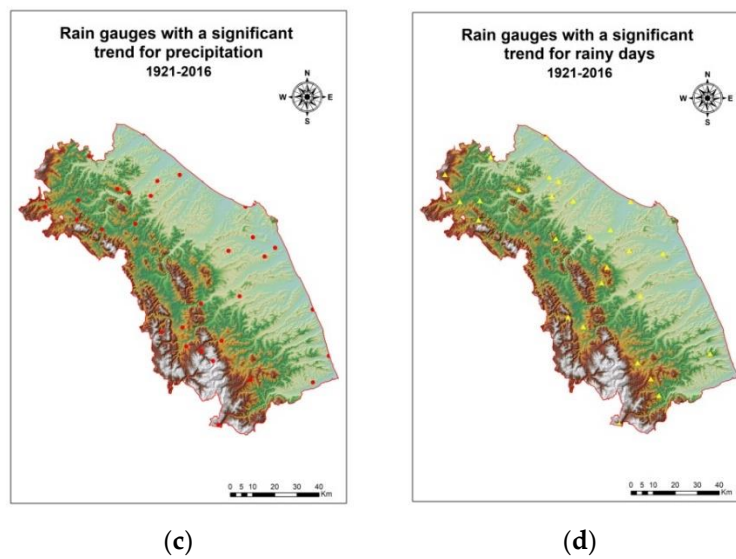 Rain gauges with a significant
trend for precipitation
1921-2016
N
W E
S
0 5 10 20 30 40
Km
(c)
Rain gauges with a significant
trend for rainy days
1921-2016
N
W E
S
0 5 10 20 30 40
Km
(d)